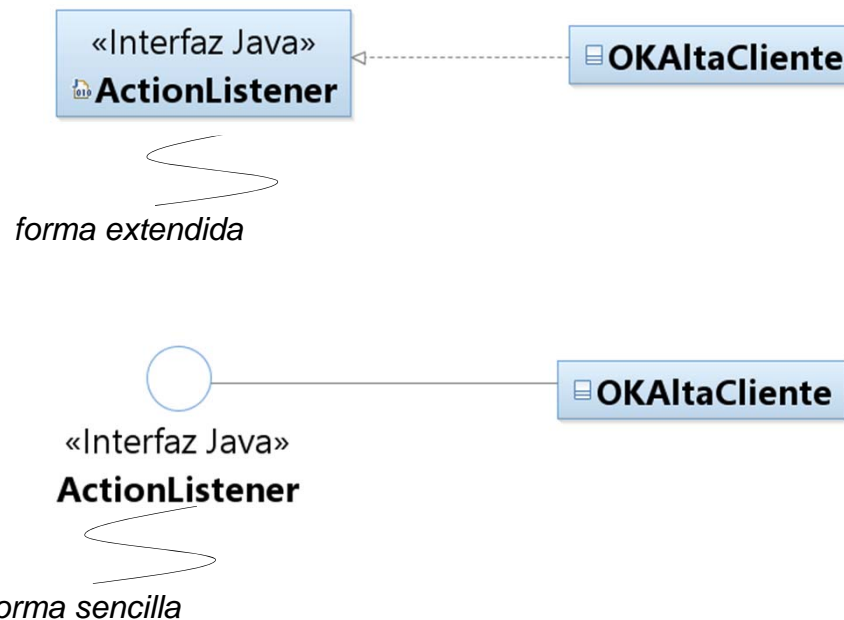 «Interfaz Java»
ActionListener
OKAltaCliente
forma extendida
OKAltaCliente
«Interfaz Java»
ActionListener
orma sencilla